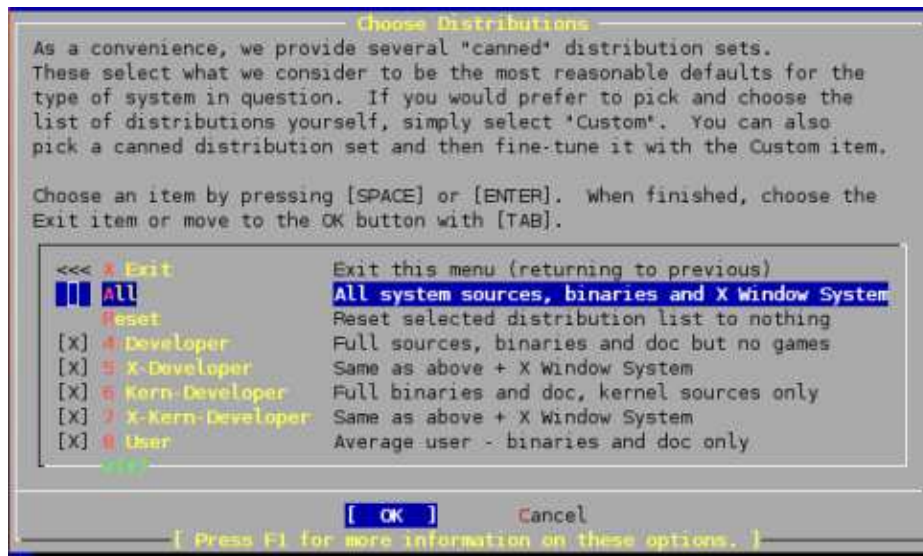 Choose Distributions
As a convenience, we provide several "canned" distribution sets.
These select what we consider to be the most reasonable defaults for the
type of system in question.  If you would prefer to pick and choose the
list of distributions yourself, simply select "Custom".  You can also
pick a canned distribution set and then fine-tune it with the Custom item.
Choose an item by pressing [SPACE] or [ENTER].  When finished, choose the
Exit item or move to the OK button with [TAB].
<<< X Exit Exit this menu (returning to previous)
[ ] All All system sources, binaries and X Window System
Reset Reset selected distribution list to nothing
[X] 4 Developer Full sources, binaries and doc but no games
[X] 5 X-Developer Same as above + X Window System
[X] 6 Kern-Developer Full binaries and doc, kernel sources only
[X] 7 X-Kern-Developer Same as above + X Window System
[X] 8 User Average user - binaries and doc only
[ OK ] Cancel
[ Press F1 for more information on these options. ]